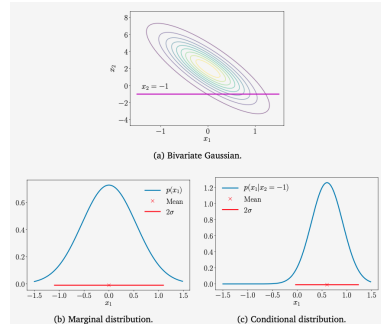 8
6
4
2
0
−2
−4
x₂
x₂ = −1
−1 0 1
x₁
(a) Bivariate Gaussian.
0.6
0.4
0.2
0.0
p(x₁)
Mean
2σ
−1.5 −1.0 −0.5 0.0 0.5 1.0 1.5
x₁
(b) Marginal distribution.
1.2
1.0
0.8
0.6
0.4
0.2
0.0
p(x₁|x₂ = −1)
Mean
2σ
−1.5 −1.0 −0.5 0.0 0.5 1.0 1.5
x₁
(c) Conditional distribution.